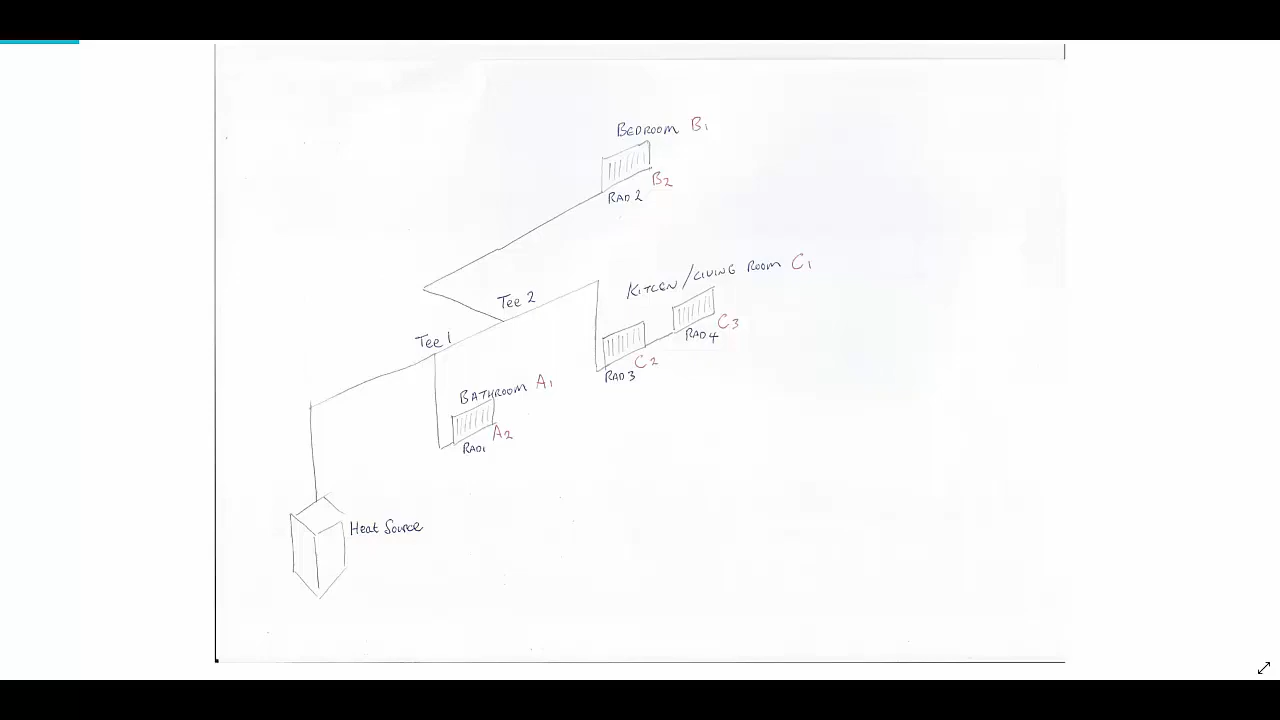 BEDROOM B1
B2
RAD 2
KITCEN/LIVING ROOM C1
Tee 2
C3
RAD 4
Tee 1
C2
RAD 3
BATHROOM A1
A2
RAD1
Heat Source